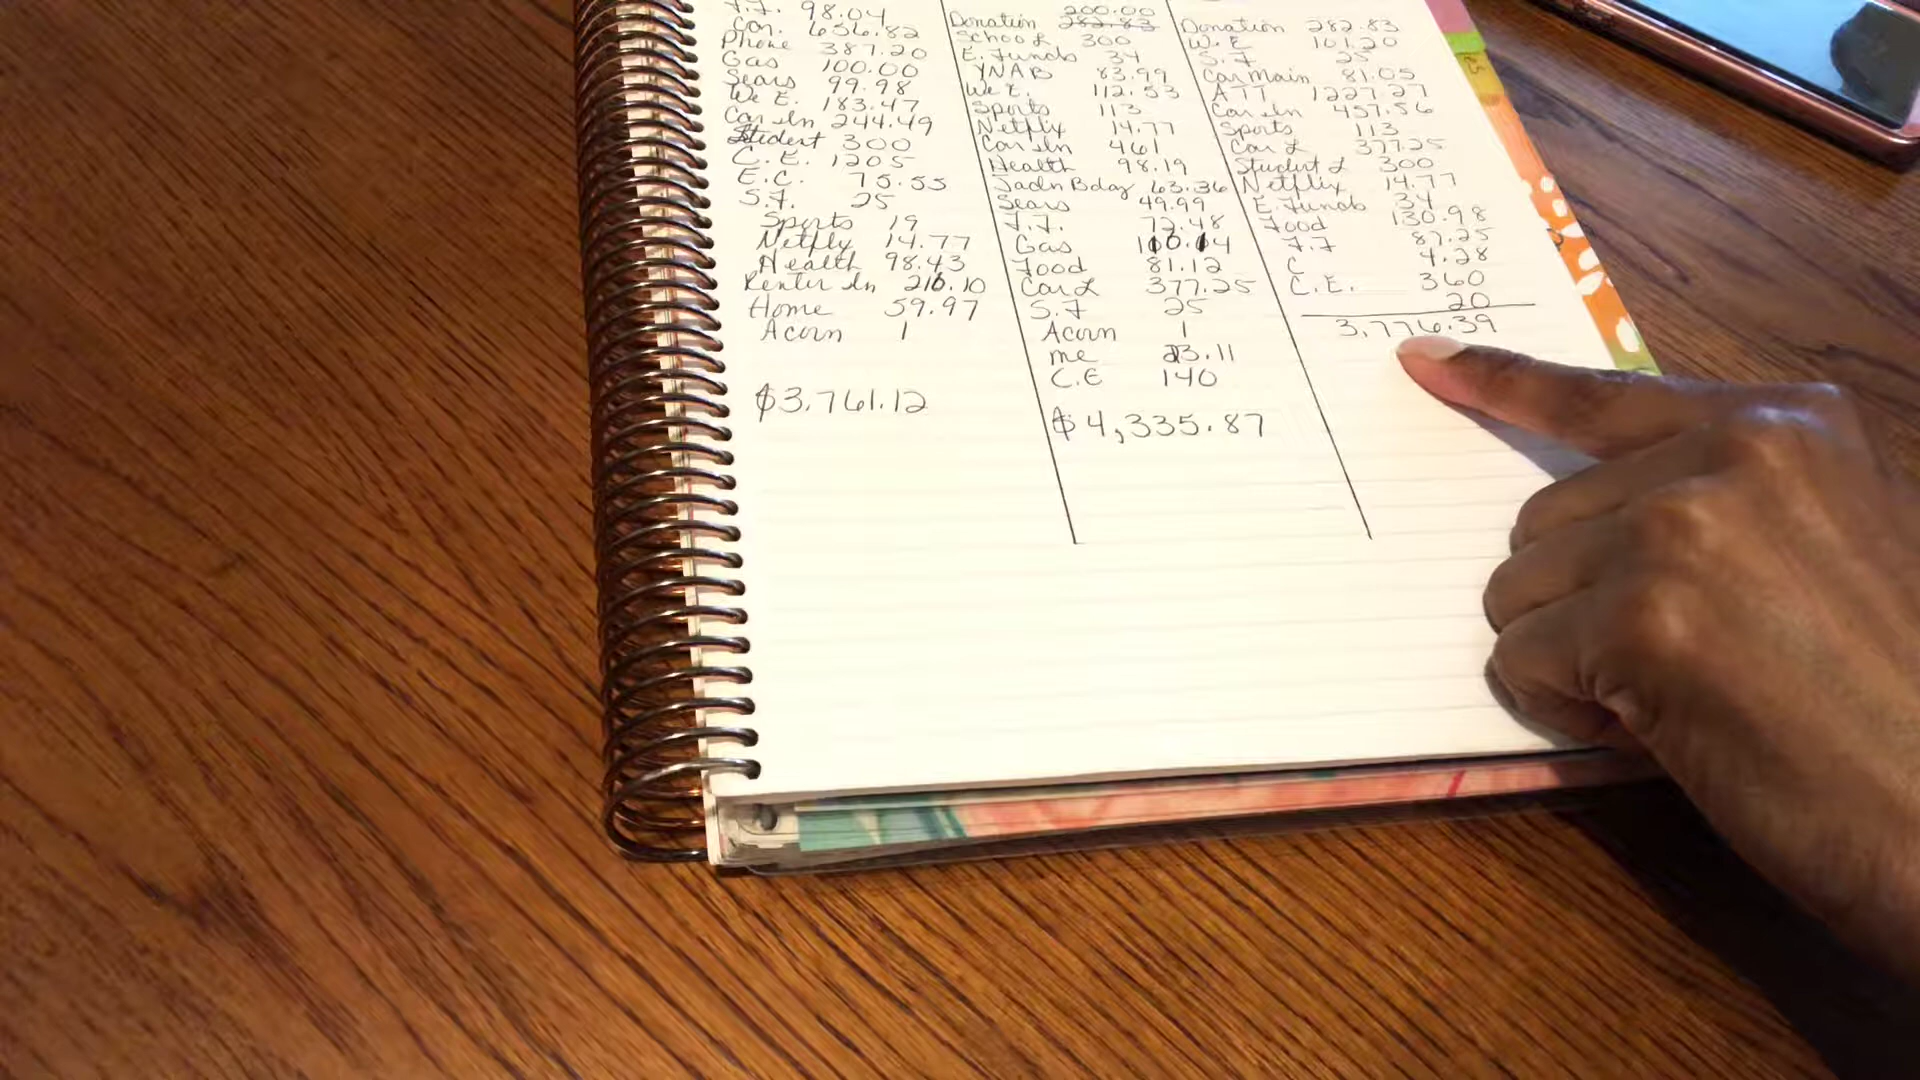 F.F. 98.04
Car. 656.82
Phone 387.20
Gas 100.00
Sears 99.98
We E. 183.47
Car In 244.49
Student 300
C.E. 1205
E.C. 75.55
S.F. 25
Sports 19
Netflix 14.77
Health 98.43
Renter In 216.10
Home 59.97
Acorn 1
$3,761.12
200.00
Donation 282.83
School 300
E. Funds 34
YNAB 83.99
We E. 112.53
Sports 113
Netflix 14.77
Car In 461
Health 98.19
Jadn Bday 63.36
Sears 49.99
F.F. 72.48
Gas 100.14
Food 81.12
Car L 377.25
S.F 25
Acorn 1
me 23.11
C.E 140
$4,335.87
Donation 282.83
W.E 101.20
S.F 25
Car Main 81.05
ATT 1227.27
Car In 457.56
Sports 113
Car L 377.25
Student L 300
Netflix 14.77
E. Funds 34
Food 130.98
F.F 87.25
C 4.28
C.E. 360
20
3,776.39